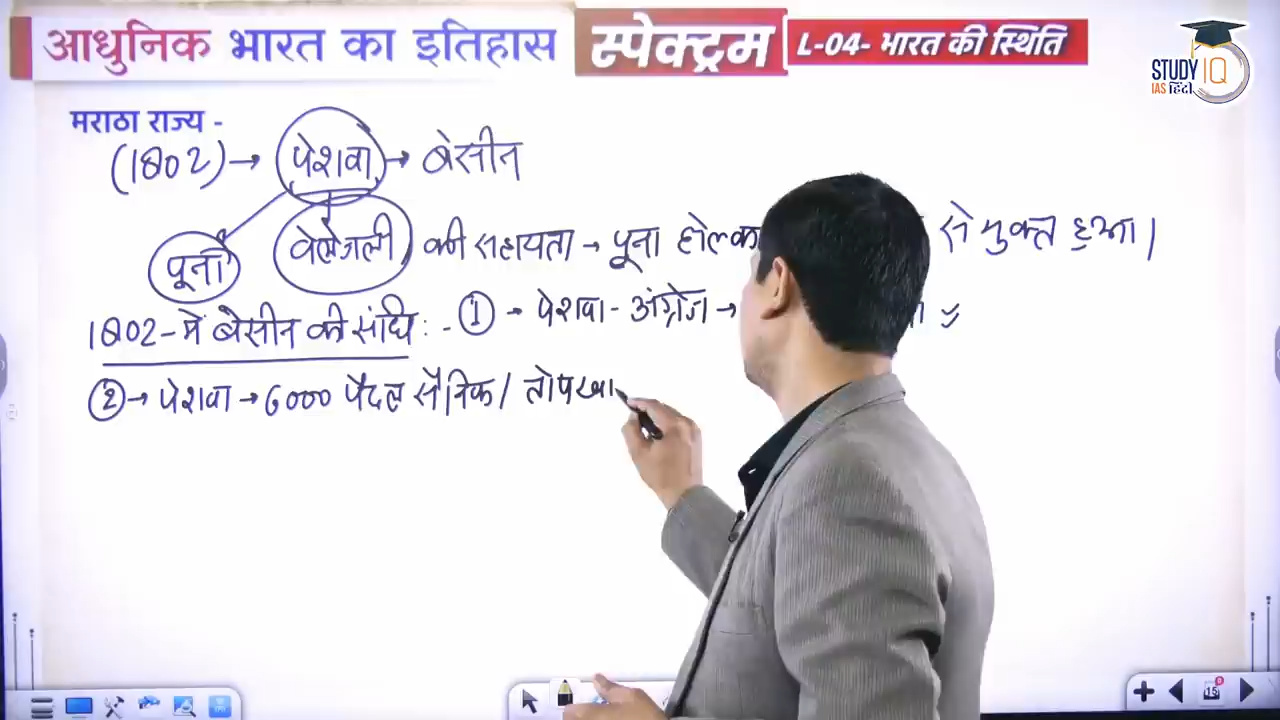 आधुनिक भारत का इतिहास स्पेक्ट्रम L-04- भारत की स्थिति
STUDY IQ
IAS हिंदी
मराठा राज्य -
(1802) → पेशवा → बेसीन
पूना वेलेजली की सहायता → पूना होल्क से मुक्त हुआ।
1802 - में बेसीन की संधि : - ① → पेशवा - अंग्रेज →
② → पेशवा → 6000 पैदल सैनिक / तोपखा
15